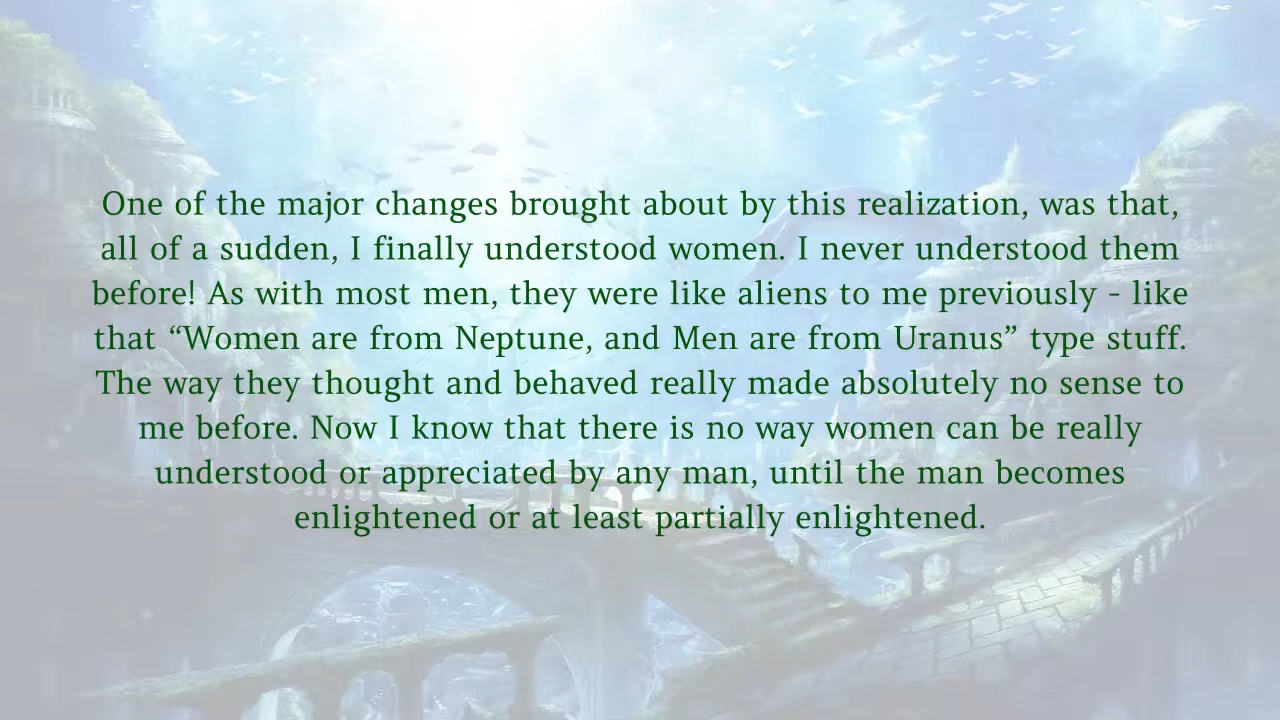 One of the major changes brought about by this realization, was that,
all of a sudden, I finally understood women. I never understood them
before! As with most men, they were like aliens to me previously - like
that “Women are from Neptune, and Men are from Uranus” type stuff.
The way they thought and behaved really made absolutely no sense to
me before. Now I know that there is no way women can be really
understood or appreciated by any man, until the man becomes
enlightened or at least partially enlightened.